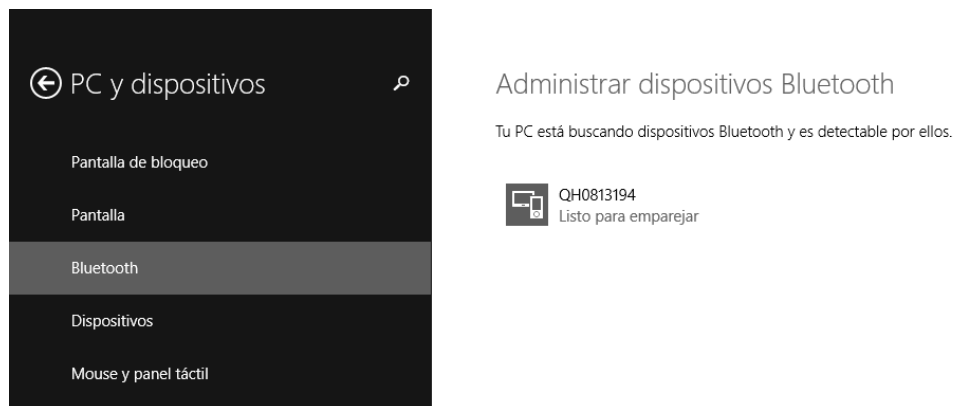 PC y dispositivos
Pantalla de bloqueo
Pantalla
Bluetooth
Dispositivos
Mouse y panel táctil
Administrar dispositivos Bluetooth
Tu PC está buscando dispositivos Bluetooth y es detectable por ellos.
QH0813194
Listo para emparejar